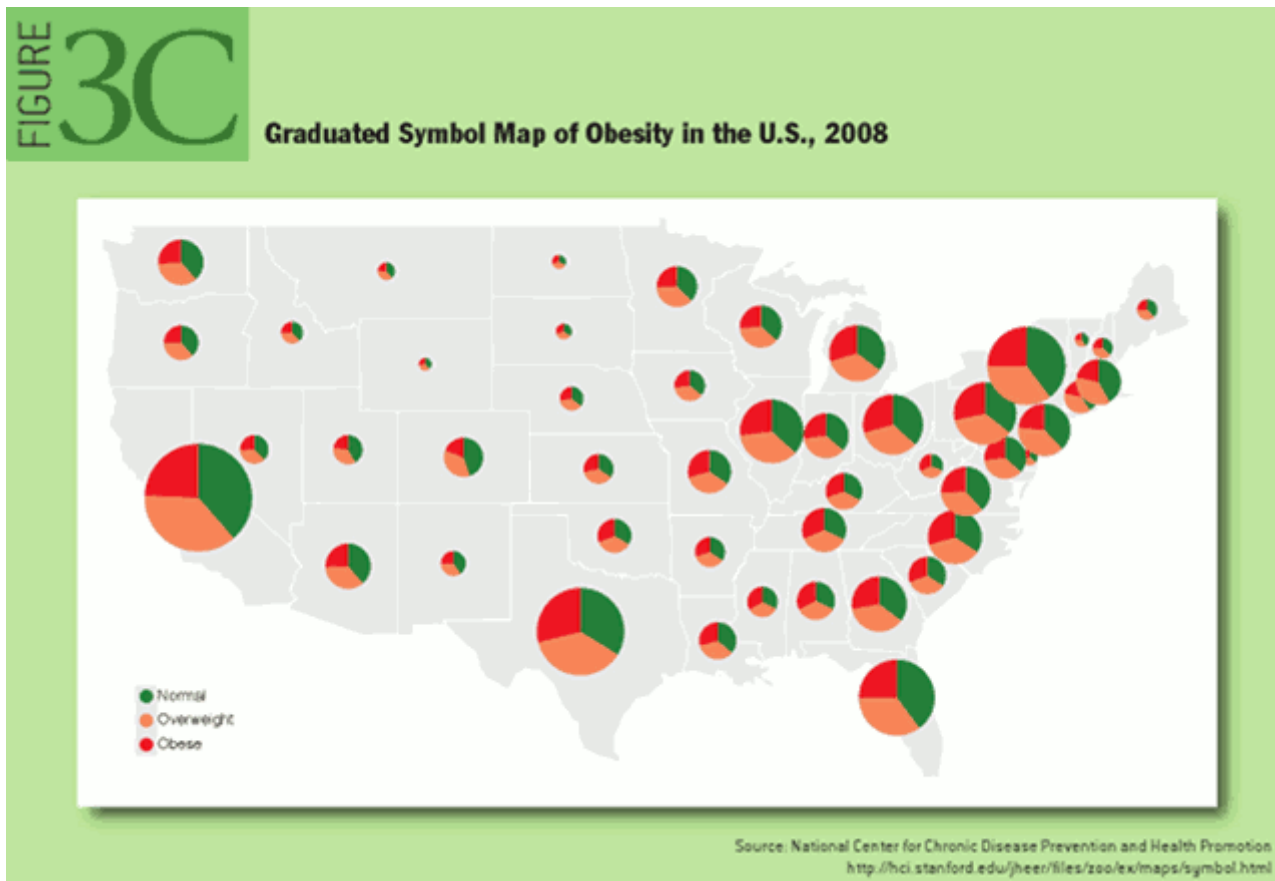 FIGURE
3C
Graduated Symbol Map of Obesity in the U.S., 2008
Normal
Overweight
Obese
Source: National Center for Chronic Disease Prevention and Health Promotion
http://hci.stanford.edu/jheer/files/zoo/ex/maps/symbol.html